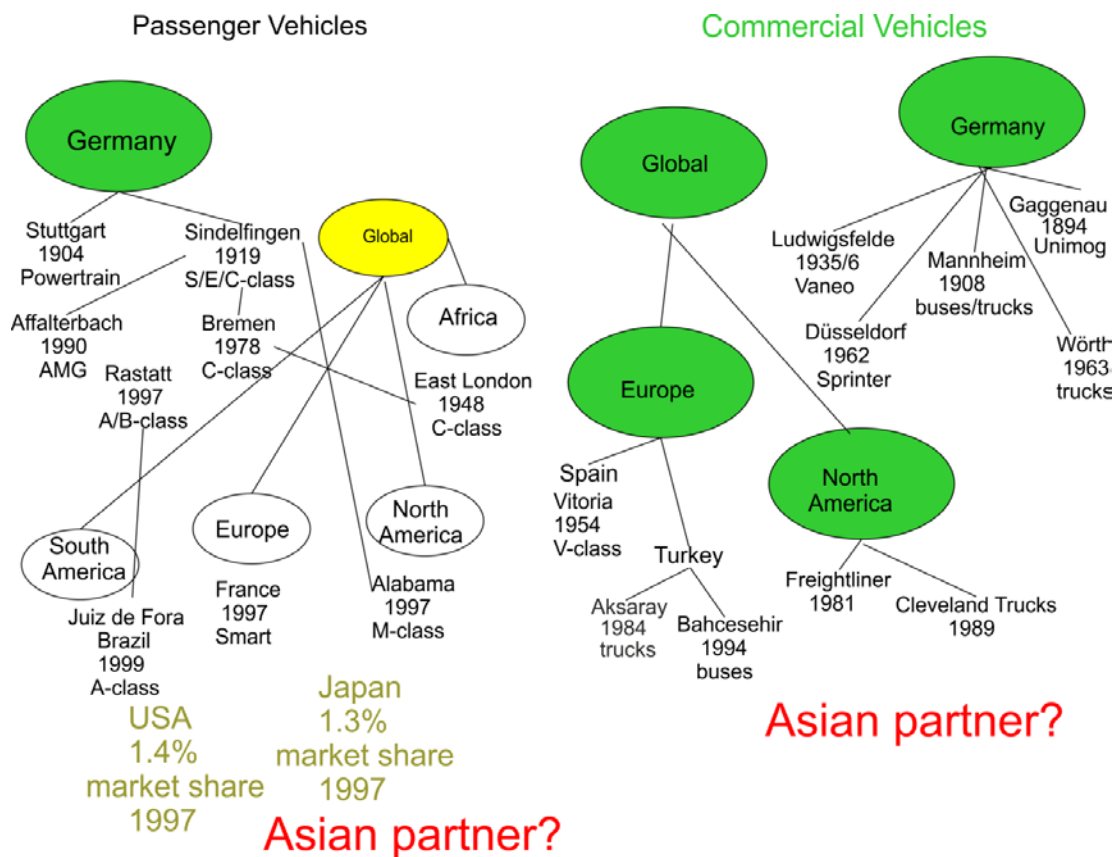 Passenger Vehicles
Germany
Stuttgart
1904
Powertrain
Sindelfingen
1919
S/E/C-class
Global
Affalterbach
1990
AMG
Bremen
1978
C-class
Africa
Rastatt
1997
A/B-class
East London
1948
C-class
South
America
Europe
North
America
Juiz de Fora
Brazil
1999
A-class
France
1997
Smart
Alabama
1997
M-class
USA
1.4%
market share
1997
Japan
1.3%
market share
1997
Asian partner?
Commercial Vehicles
Global
Germany
Ludwigsfelde
1935/6
Vaneo
Düsseldorf
1962
Sprinter
Mannheim
1908
buses/trucks
Gaggenau
1894
Unimog
Wörth
1963-
trucks
Europe
North
America
Spain
Vitoria
1954
V-class
Turkey
Aksaray
1984
trucks
Bahcesehir
1994
buses
Freightliner
1981
Cleveland Trucks
1989
Asian partner?